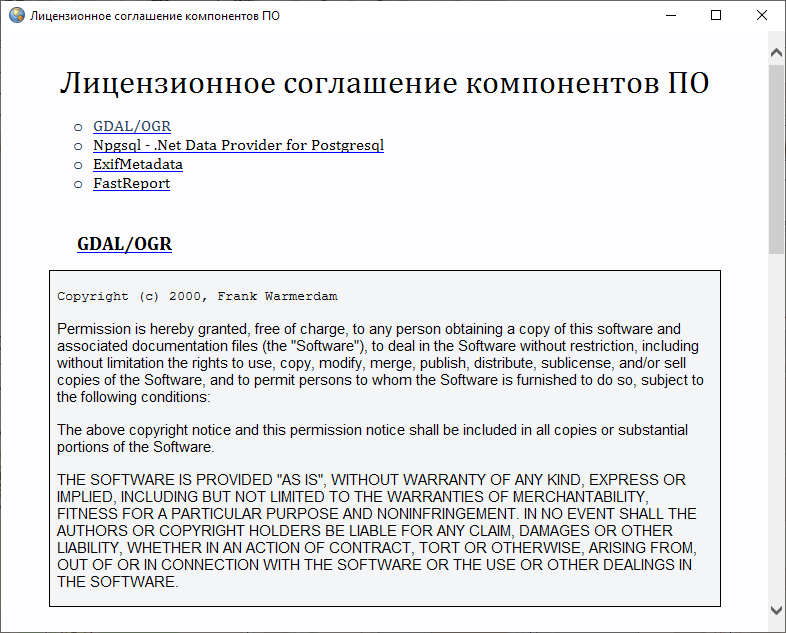 Лицензионное соглашение компонентов ПО
Лицензионное соглашение компонентов ПО
GDAL/OGR
Npgsql - .Net Data Provider for Postgresql
ExifMetadata
FastReport
GDAL/OGR
Copyright (c) 2000, Frank Warmerdam
Permission is hereby granted, free of charge, to any person obtaining a copy of this software and
associated documentation files (the "Software"), to deal in the Software without restriction, including
without limitation the rights to use, copy, modify, merge, publish, distribute, sublicense, and/or sell
copies of the Software, and to permit persons to whom the Software is furnished to do so, subject to
the following conditions:
The above copyright notice and this permission notice shall be included in all copies or substantial
portions of the Software.
THE SOFTWARE IS PROVIDED "AS IS", WITHOUT WARRANTY OF ANY KIND, EXPRESS OR
IMPLIED, INCLUDING BUT NOT LIMITED TO THE WARRANTIES OF MERCHANTABILITY,
FITNESS FOR A PARTICULAR PURPOSE AND NONINFRINGEMENT. IN NO EVENT SHALL THE
AUTHORS OR COPYRIGHT HOLDERS BE LIABLE FOR ANY CLAIM, DAMAGES OR OTHER
LIABILITY, WHETHER IN AN ACTION OF CONTRACT, TORT OR OTHERWISE, ARISING FROM,
OUT OF OR IN CONNECTION WITH THE SOFTWARE OR THE USE OR OTHER DEALINGS IN
THE SOFTWARE.